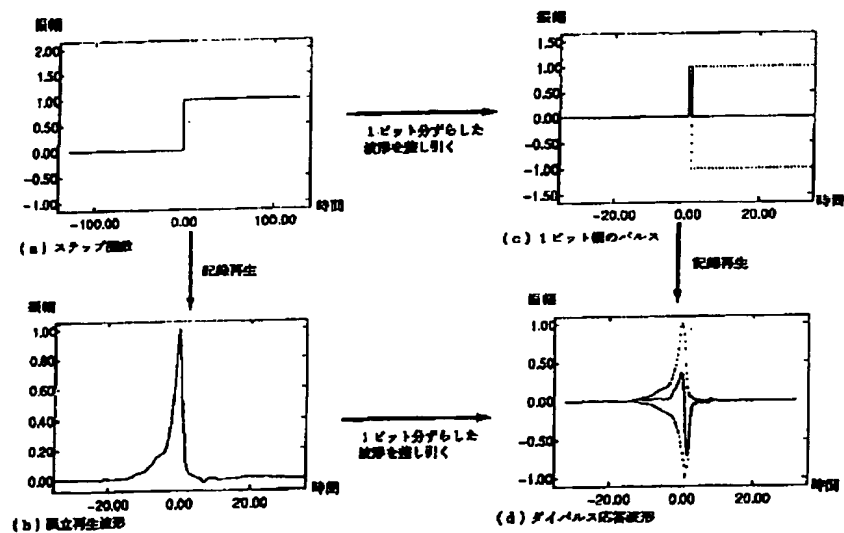 振幅
2.00
1.50
1.00
0.50
0.00
-0.50
-1.00
-100.00 0.00 100.00
時間
(a) ステップ関数
1ビット分ずらした
波形を差し引く
振幅
1.50
1.00
0.50
0.00
-0.50
-1.00
-1.50
-20.00 0.00 20.00
時間
(c) 1ビット幅のパルス
記録再生
記録再生
振幅
1.00
0.80
0.60
0.40
0.20
0.00
-20.00 0.00 20.00
時間
(b) 孤立再生波形
1ビット分ずらした
波形を差し引く
振幅
1.00
0.50
0.00
-0.50
-1.00
-20.00 0.00 20.00
時間
(d) ダイパルス応答波形